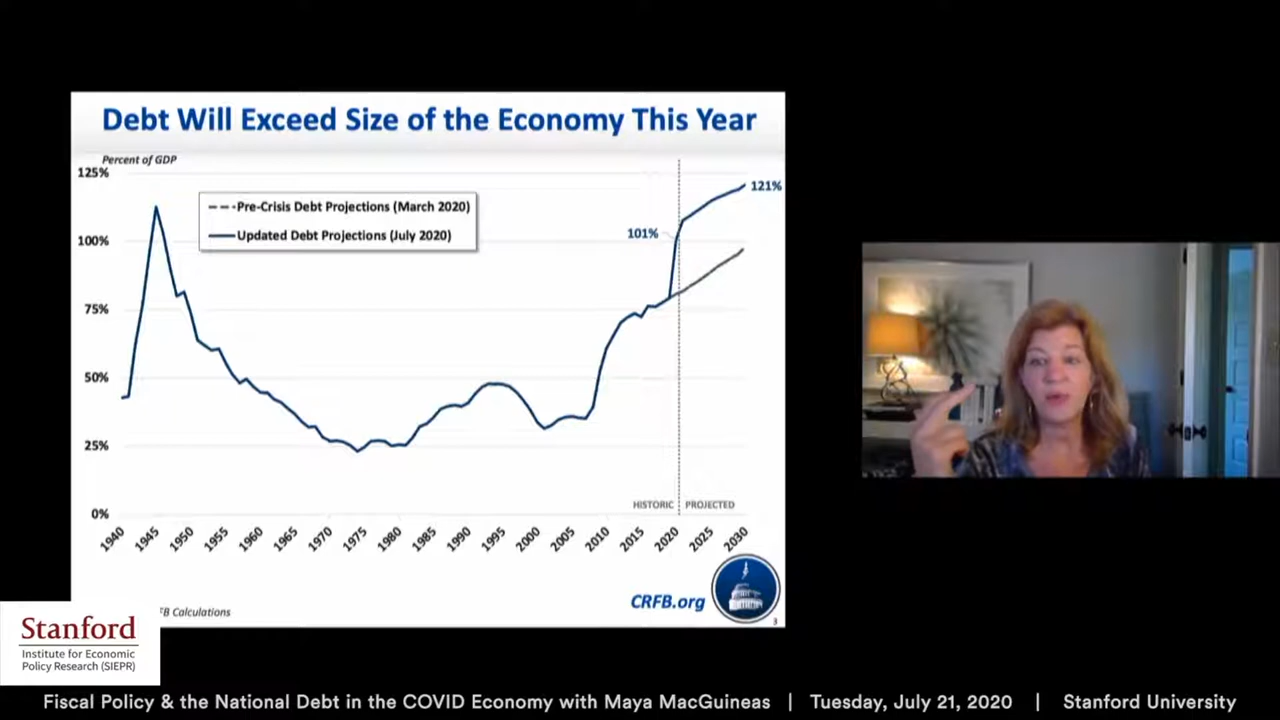 Debt Will Exceed Size of the Economy This Year
Percent of GDP
125%
100%
75%
50%
25%
0%
Pre-Crisis Debt Projections (March 2020)
Updated Debt Projections (July 2020)
101%
121%
HISTORIC
PROJECTED
1940
1945
1950
1955
1960
1965
1970
1975
1980
1985
1990
1995
2000
2005
2010
2015
2020
2025
2030
CRFB.org
FB Calculations
3
Stanford
Institute for Economic
Policy Research (SIEPR)
Fiscal Policy & the National Debt in the COVID Economy with Maya MacGuineas | Tuesday, July 21, 2020 | Stanford University